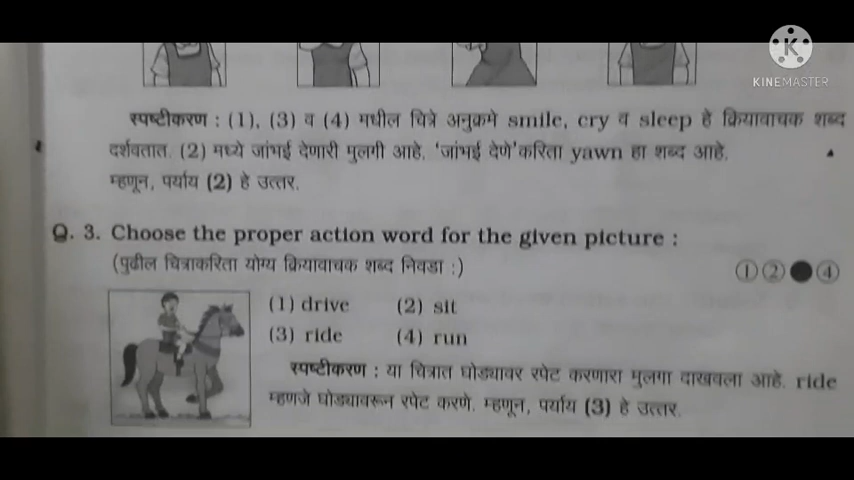 K
KINEMASTER
स्पष्टीकरण : (1), (3) व (4) मधील चित्रे अनुक्रमे smile, cry व sleep हे क्रियावाचक शब्द
दर्शवतात. (2) मध्ये जांभई देणारी मुलगी आहे. 'जांभई देणे'करिता yawn हा शब्द आहे.
म्हणून, पर्याय (2) हे उत्तर.
Q. 3. Choose the proper action word for the given picture :
(पुढील चित्राकरिता योग्य क्रियावाचक शब्द निवडा :)
① ② ● ④
(1) drive (2) sit
(3) ride (4) run
स्पष्टीकरण : या चित्रात घोड्यावर रपेट करणारा मुलगा दाखवला आहे. ride
म्हणजे घोड्यावरून रपेट करणे. म्हणून, पर्याय (3) हे उत्तर.